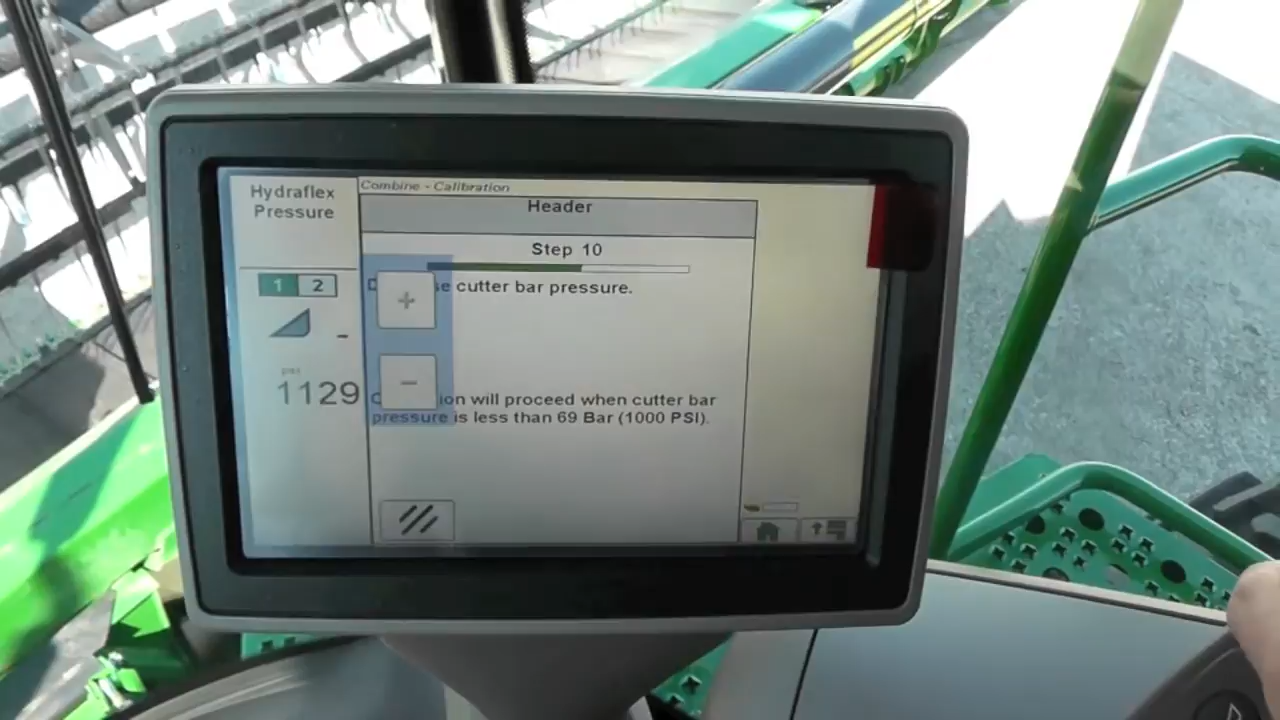 Hydraflex
Pressure
1 2
-
psi
1129
Combine - Calibration
Header
Step 10
+
cutter bar pressure.
-
will proceed when cutter bar
pressure is less than 69 Bar (1000 PSI).